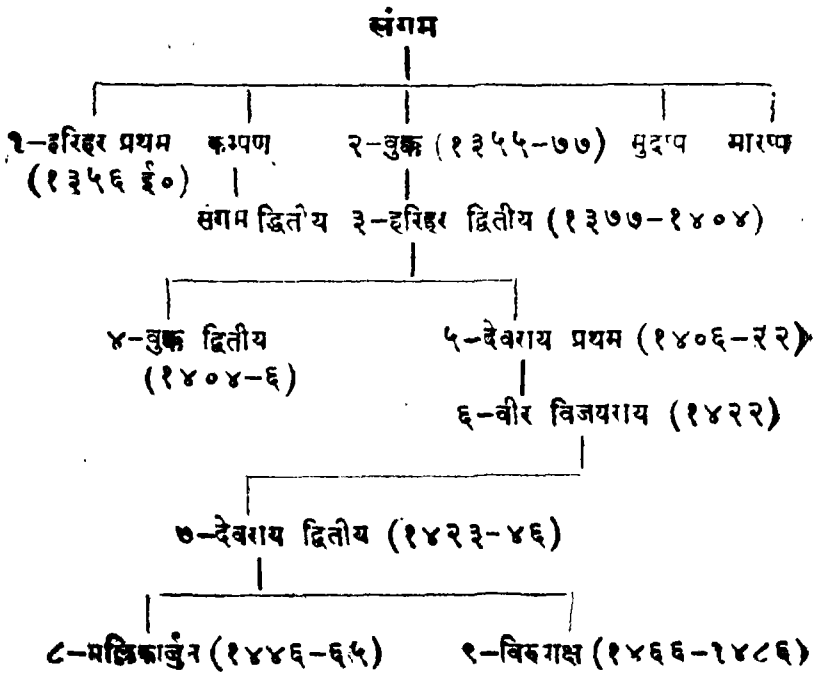 संगम
१-हरिहर प्रथम कम्पण २-वुक्क (१३५५-७७) मुद्दप मारप्प
(१३५६ ई०)
संगम द्वितीय ३-हरिहर द्वितीय (१३७७-१४०४)
४-वुक्क द्वितीय ५-देवराय प्रथम (१४०६-२२)
(१४०४-६)
६-वीर विजयराय (१४२२)
७-देवराय द्वितीय (१४२३-४६)
८-मल्लिकार्जुन (१४४६-६५) ९-विरुपाक्ष (१४६६-१४८६)